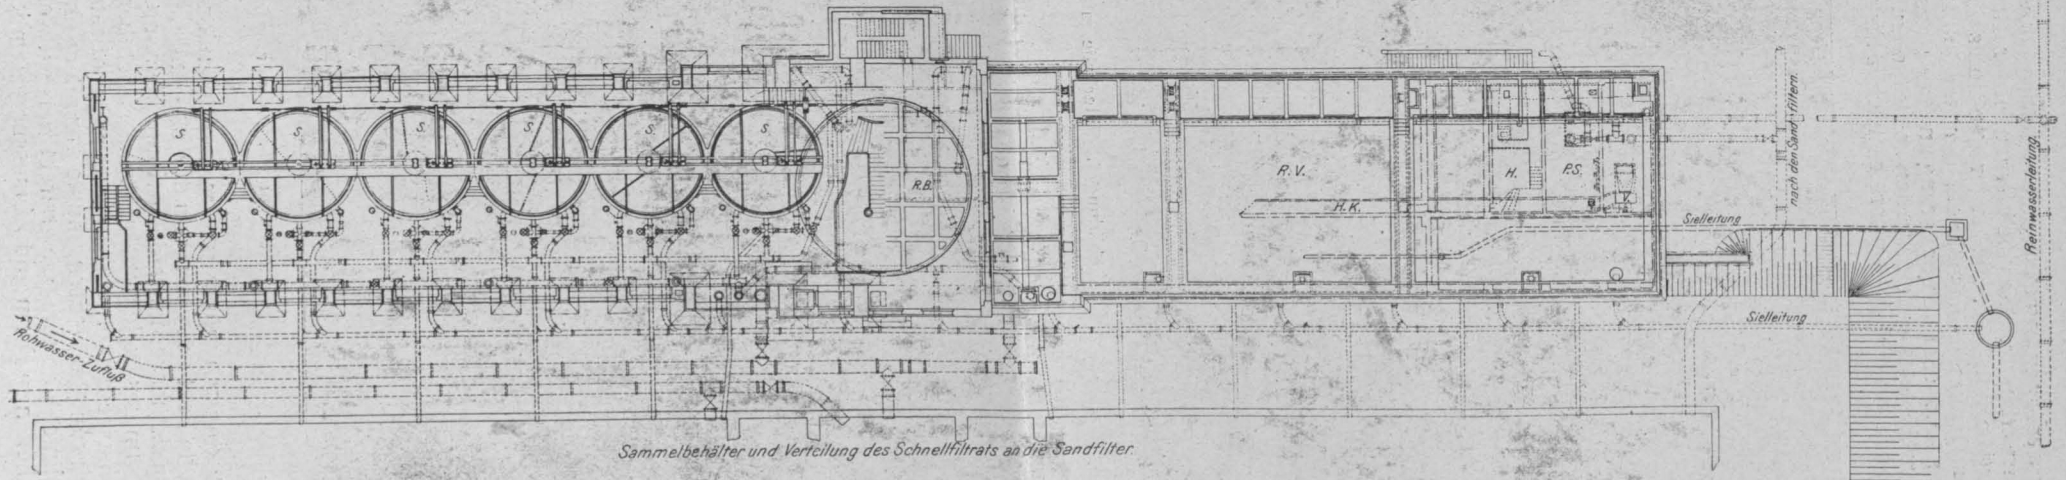 S. S. S. S. S. S.
S.
R.B.
R.V.
H.
P.S.
V.
H.K.
Sielleitung
nach den Sandfiltern.
Reinwasserleitung.
Sielleitung
Rohwasser-Zufluß
Sammelbehälter und Verteilung des Schnellfiltrats an die Sandfilter.